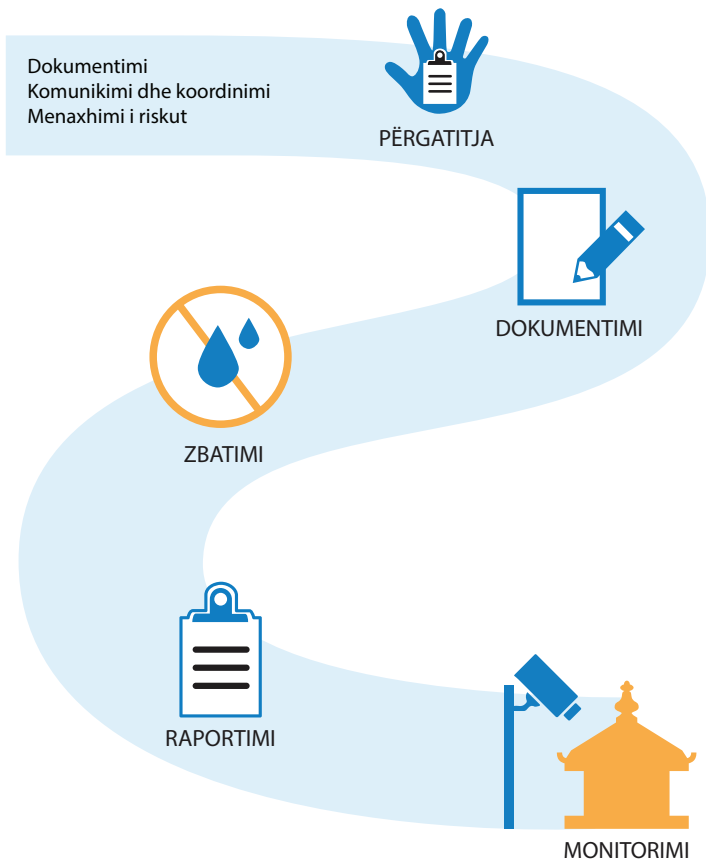 Dokumentimi
Komunikimi dhe koordinimi
Menaxhimi i riskut
PËRGATITJA
DOKUMENTIMI
ZBATIMI
RAPORTIMI
MONITORIMI